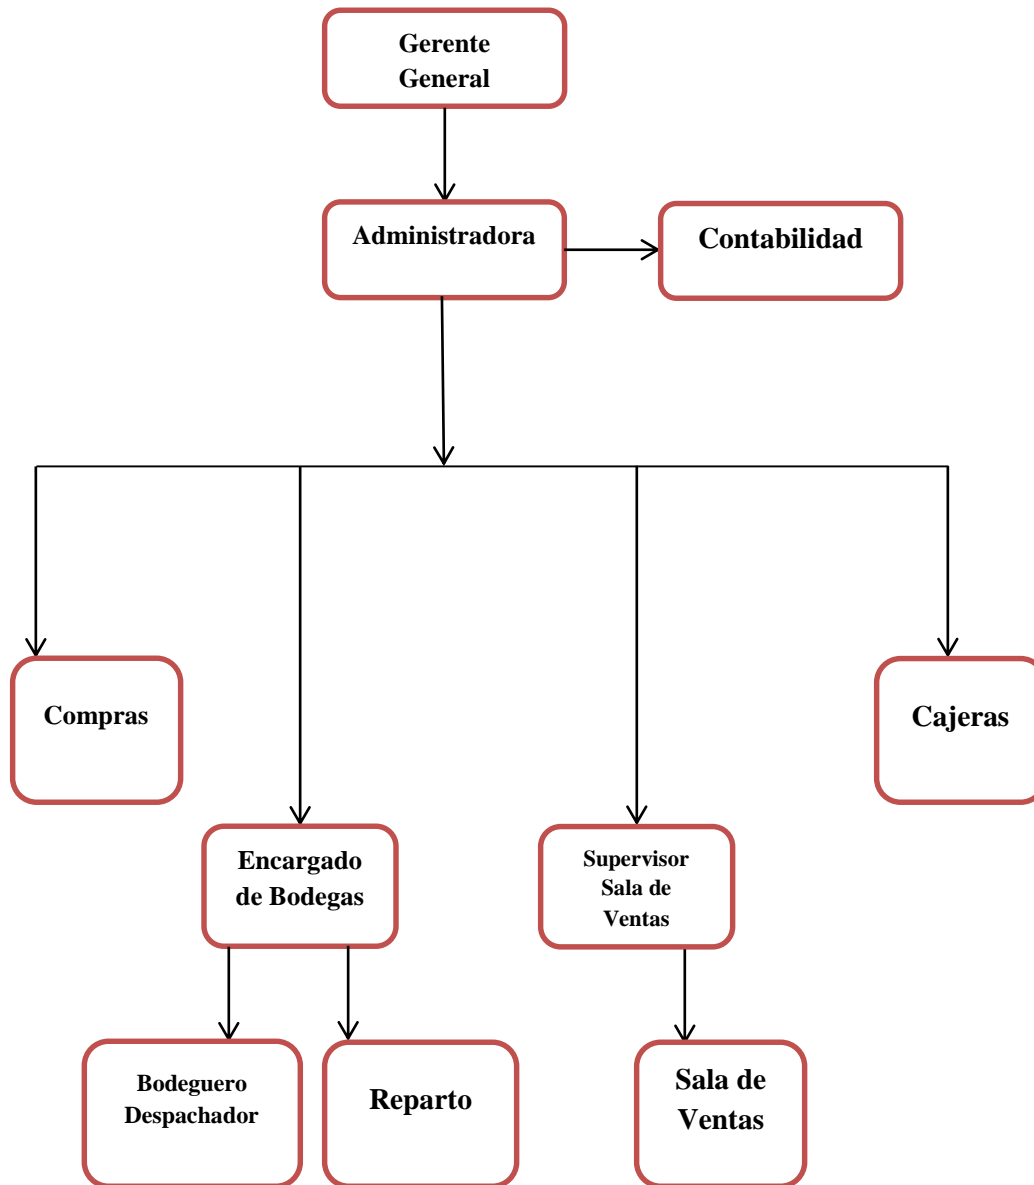 Gerente
General
Administradora
Contabilidad
Compras
Cajeras
Encargado
de Bodegas
Supervisor
Sala de
Ventas
Bodeguero
Despachador
Reparto
Sala de
Ventas